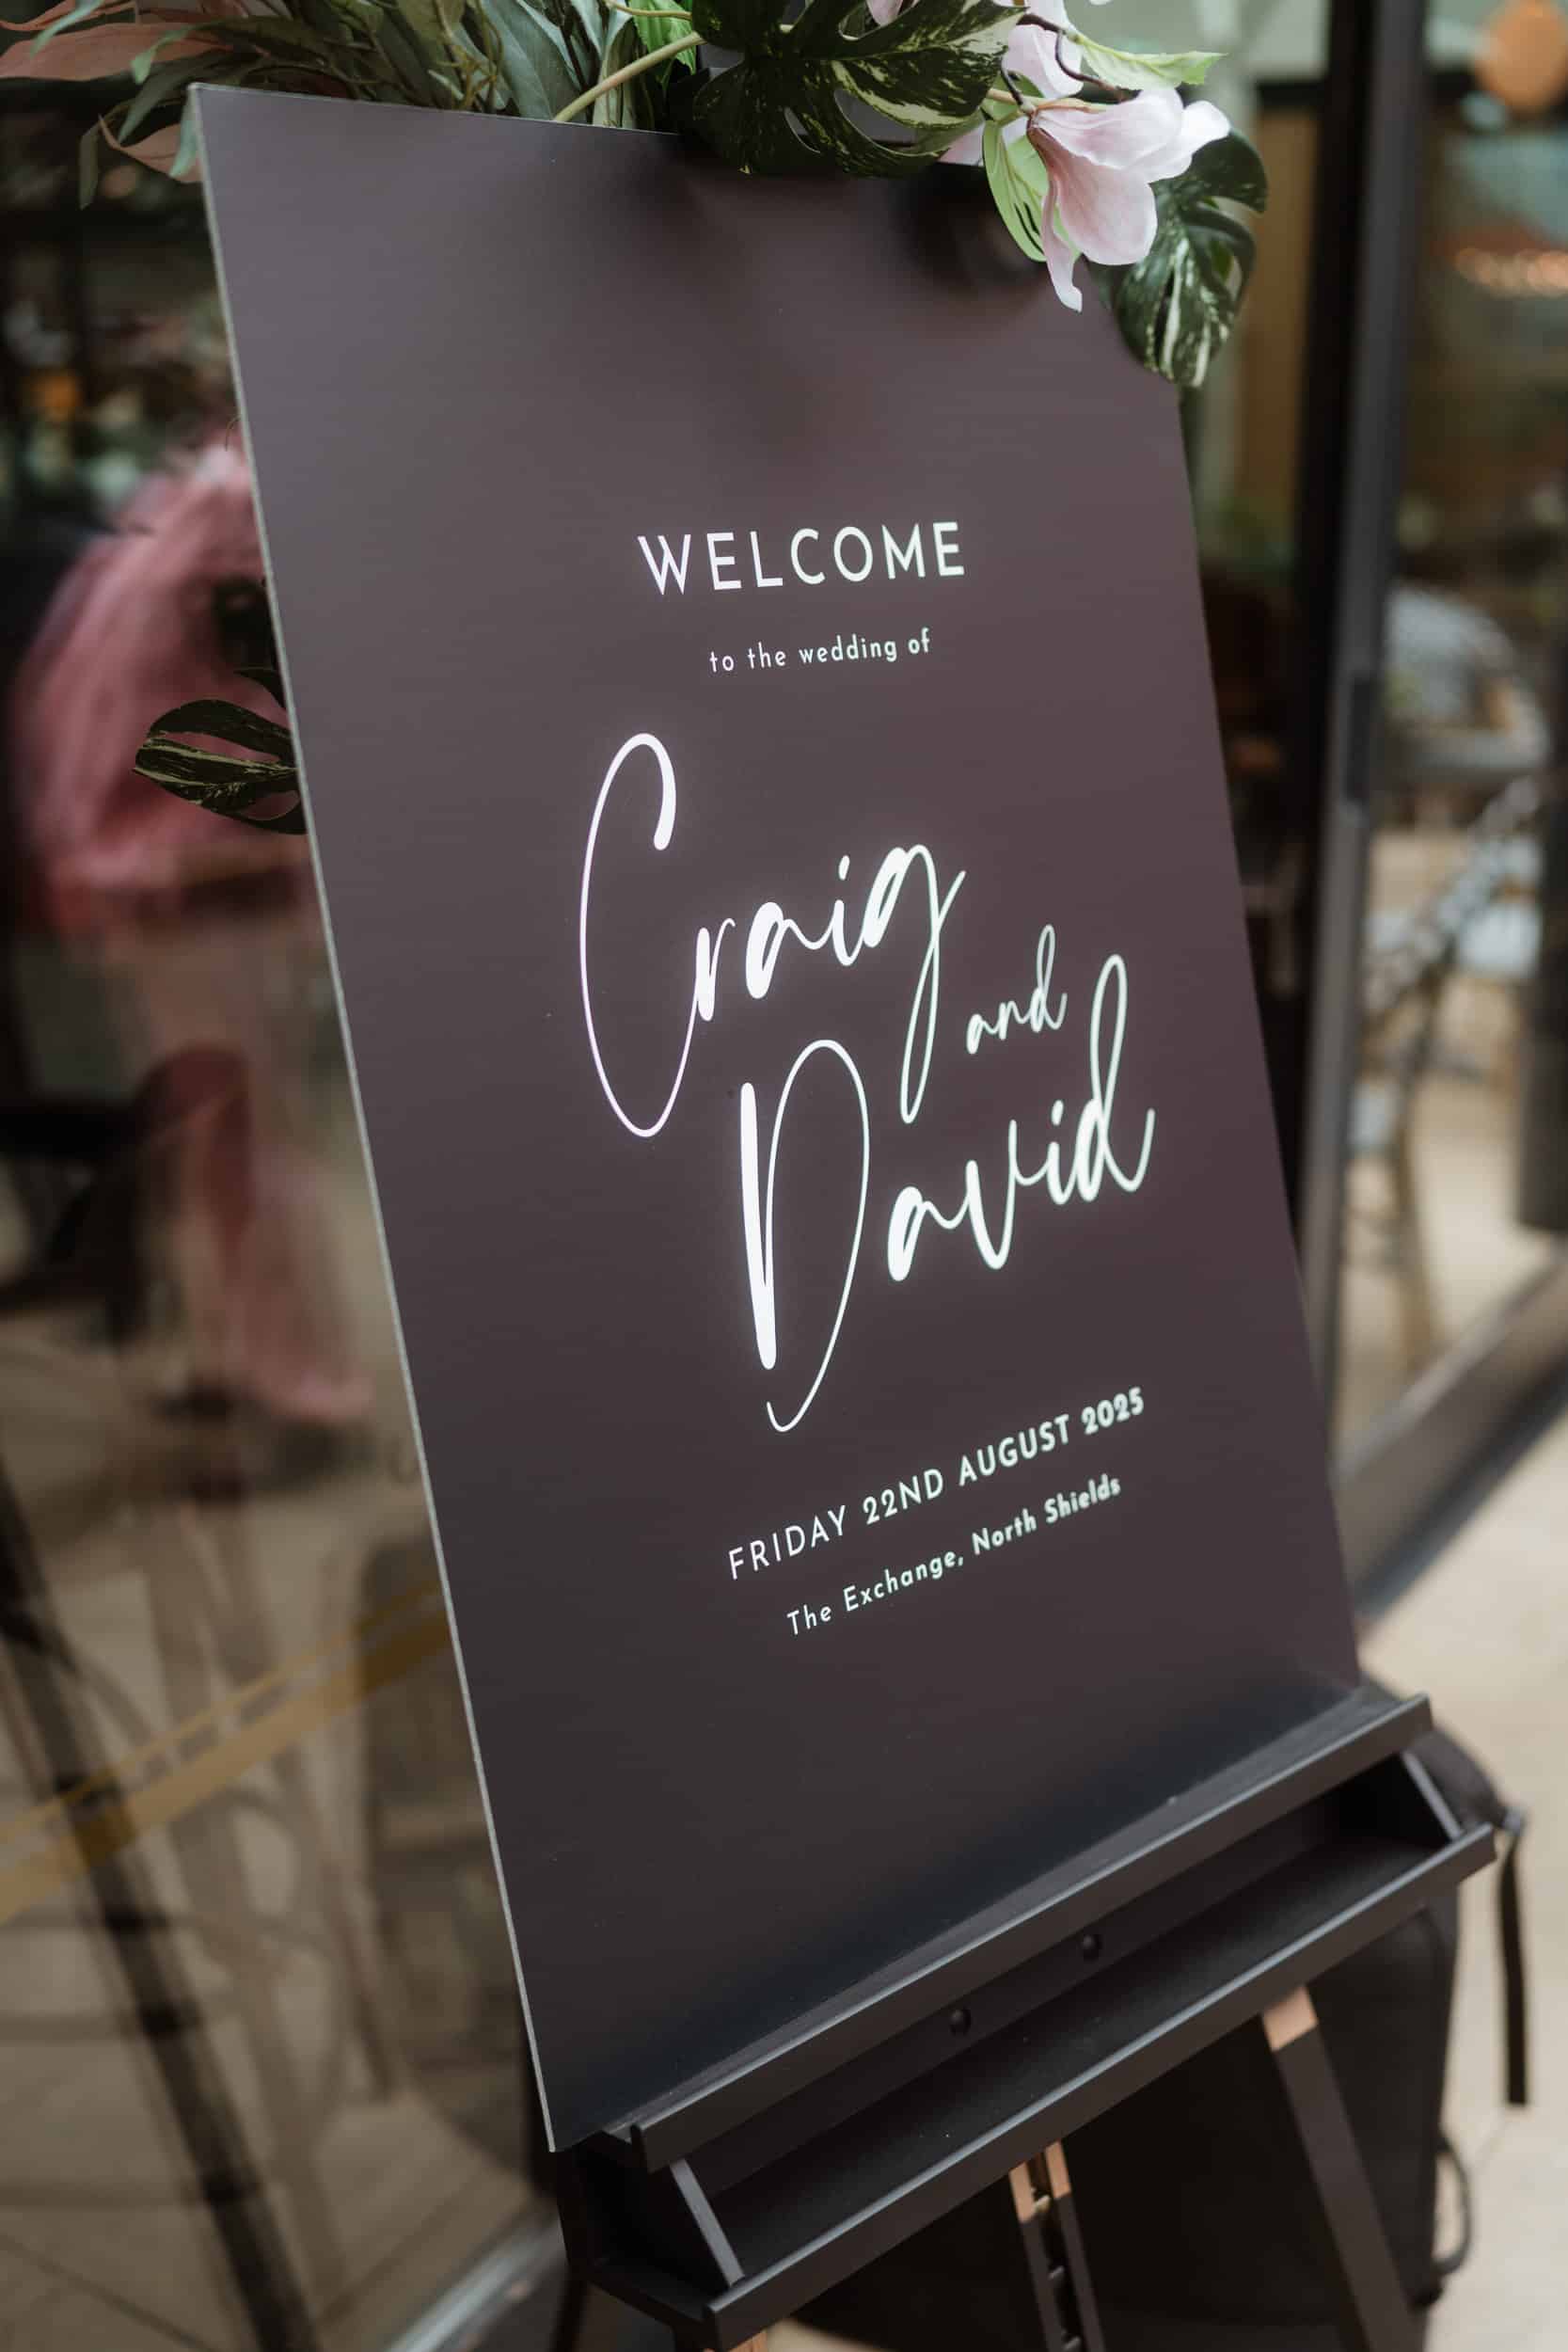 WELCOME
to the wedding of
Craig
and
David
FRIDAY 22ND AUGUST 2025
The Exchange, North Shields